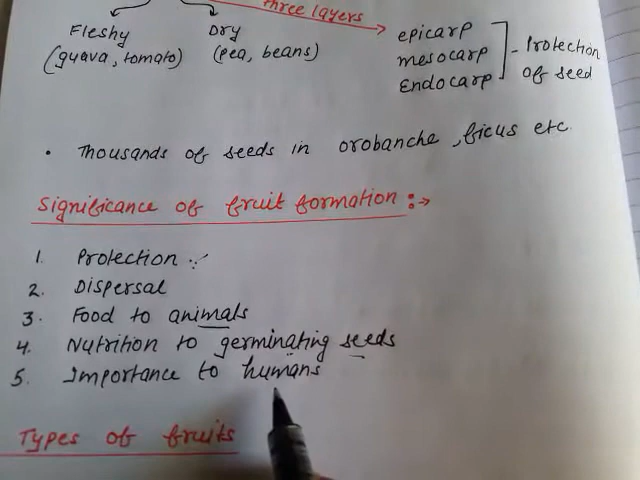 Three layers
Fleshy Dry epicarp
(guava, tomato) (pea, beans) mesocarp - Protection
Endocarp of seed
• Thousands of seeds in orobanche, ficus etc.
Significance of fruit formation :→
1. Protection
2. Dispersal
3. Food to animals
4. Nutrition to germinating seeds
5. Importance to humans
Types of fruits